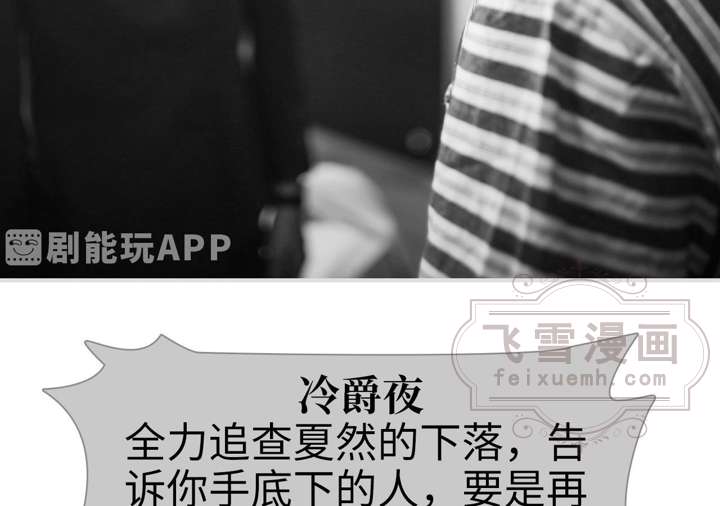 剧能玩APP
飞雪漫画
feixuemh.com
冷爵夜
全力追查夏然的下落，告
诉你手底下的人，要是再